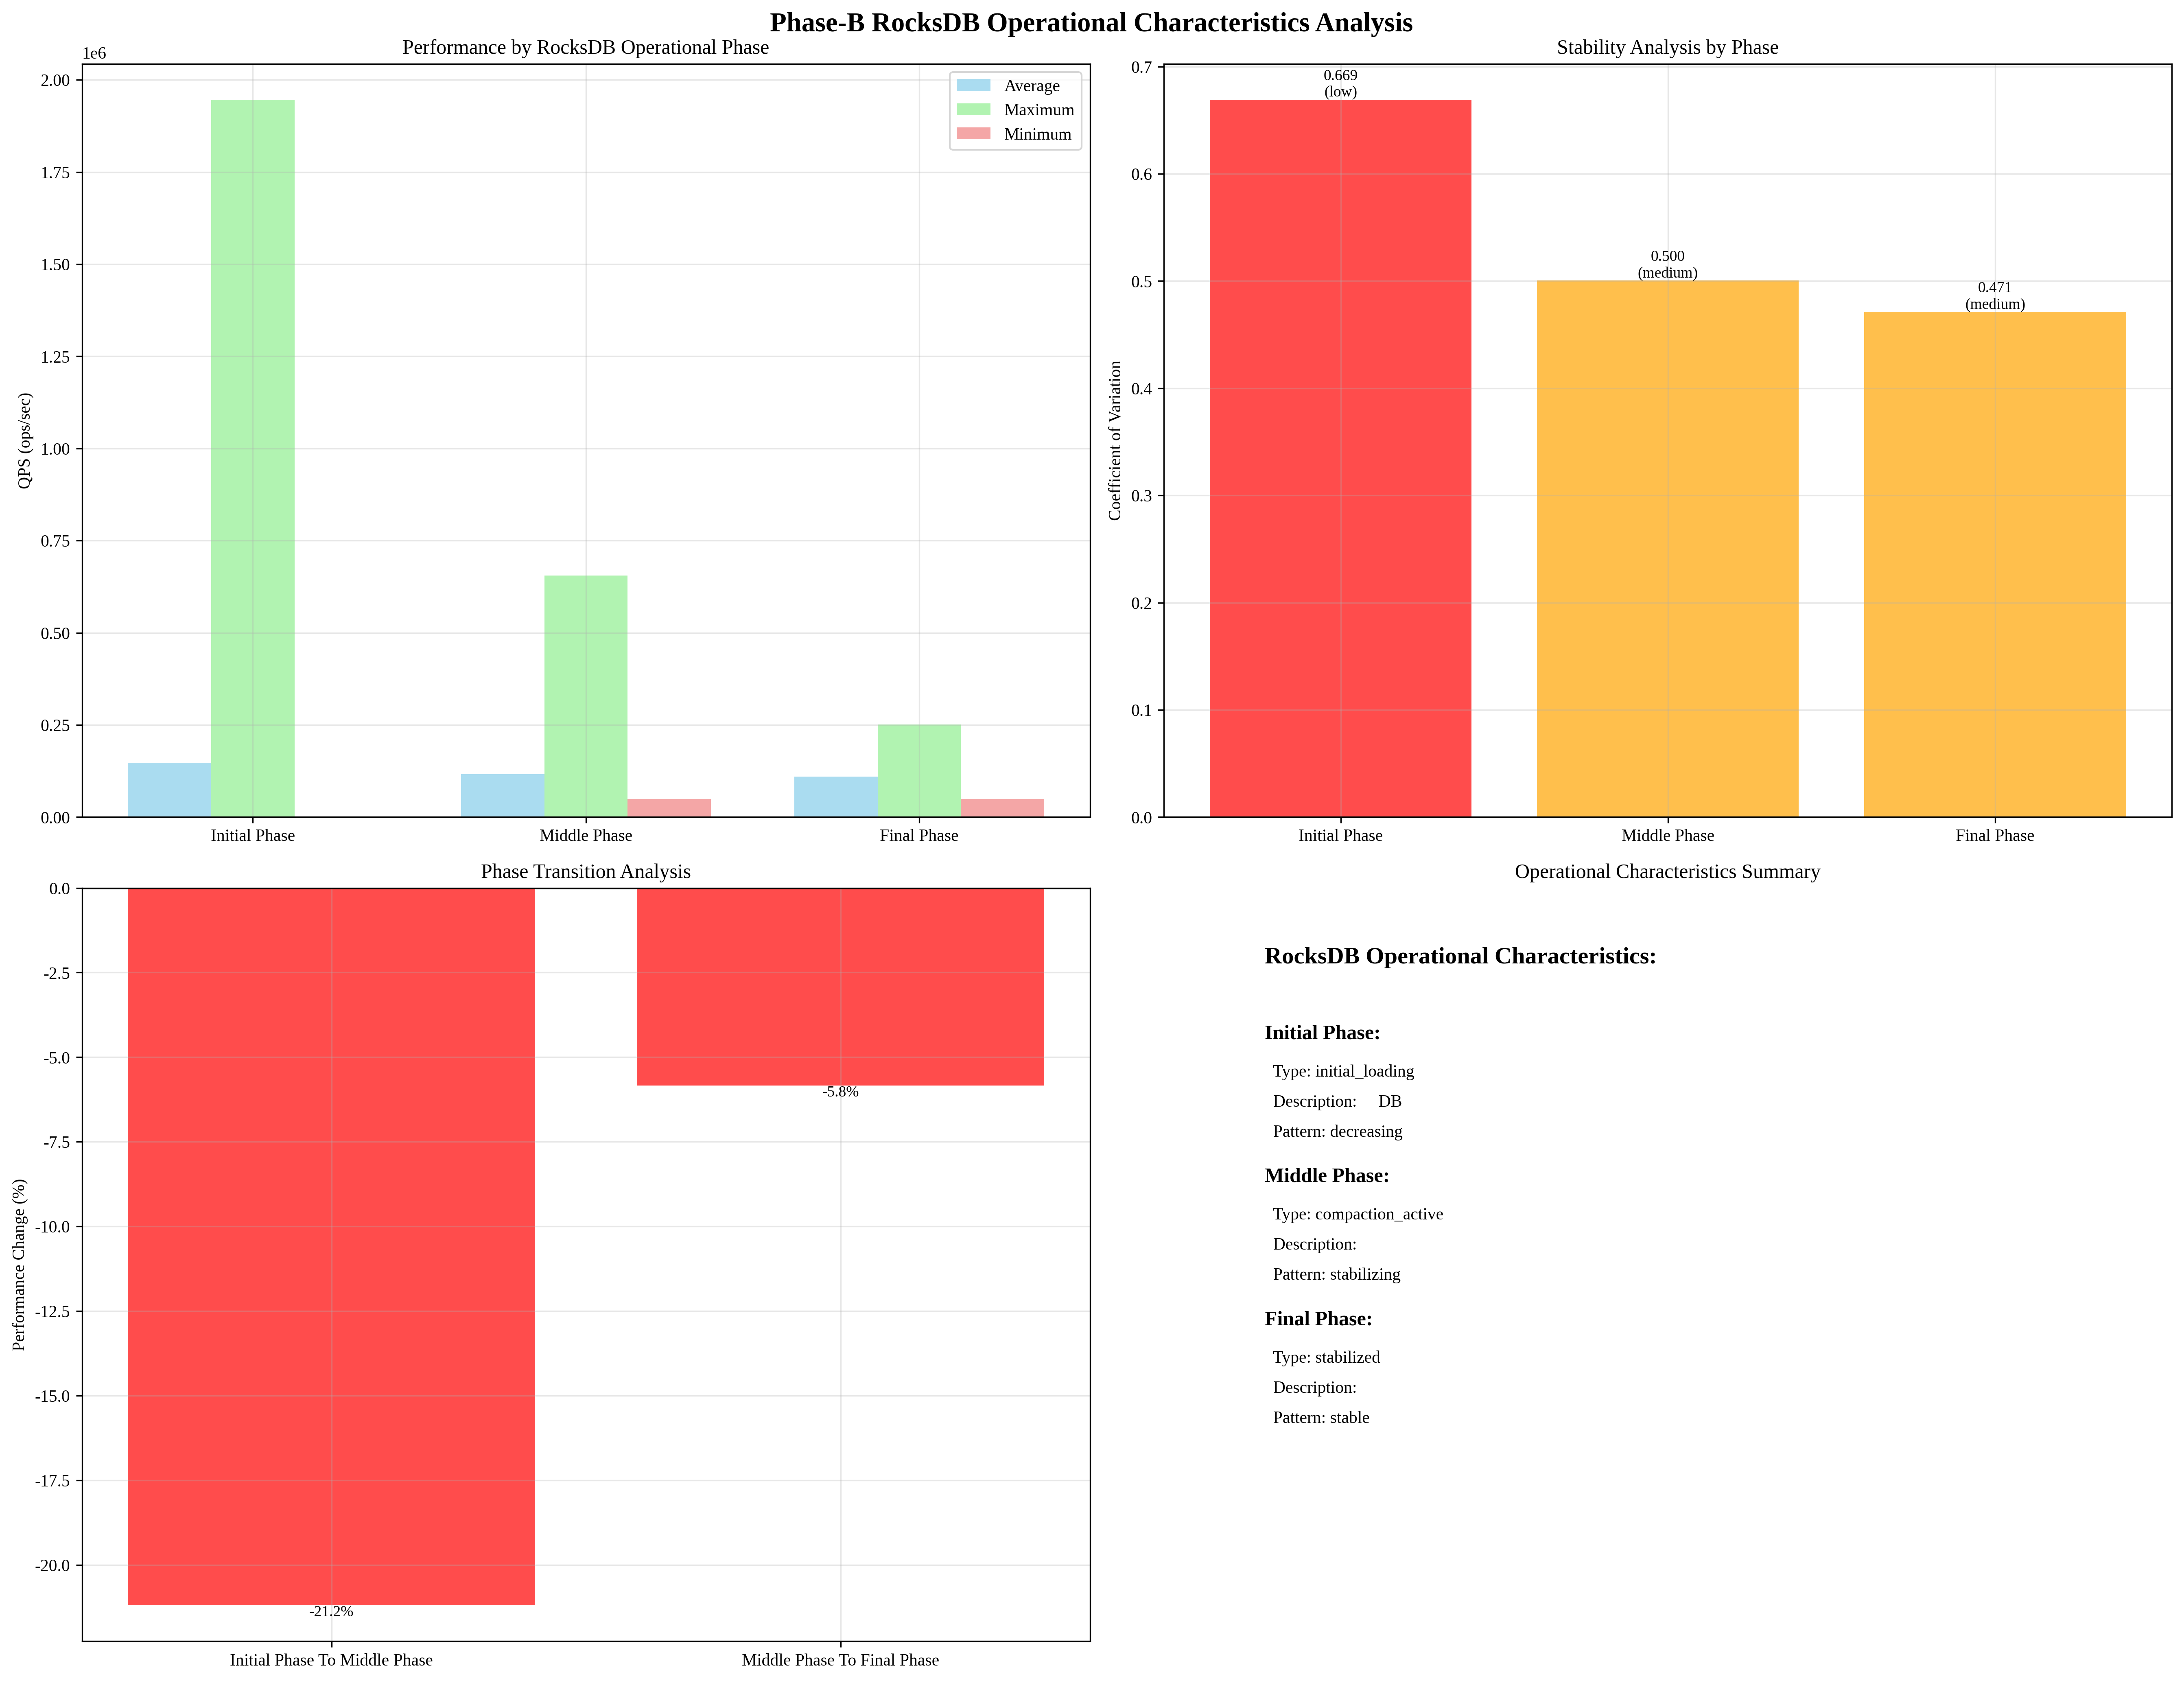 Phase-B RocksDB Operational Characteristics Analysis
Performance by RocksDB Operational Phase
1e6
2.00
1.75
1.50
1.25
1.00
0.75
0.50
0.25
0.00
QPS (ops/sec)
Average
Maximum
Minimum
Initial Phase
Middle Phase
Final Phase
Stability Analysis by Phase
0.7
0.6
0.5
0.4
0.3
0.2
0.1
0.0
Coefficient of Variation
0.669
(low)
0.500
(medium)
0.471
(medium)
Initial Phase
Middle Phase
Final Phase
Phase Transition Analysis
0.0
-2.5
-5.0
-7.5
-10.0
-12.5
-15.0
-17.5
-20.0
Performance Change (%)
-21.2%
-5.8%
Initial Phase To Middle Phase
Middle Phase To Final Phase
Operational Characteristics Summary
RocksDB Operational Characteristics:
Initial Phase:
Type: initial_loading
Description: DB
Pattern: decreasing
Middle Phase:
Type: compaction_active
Description:
Pattern: stabilizing
Final Phase:
Type: stabilized
Description:
Pattern: stable